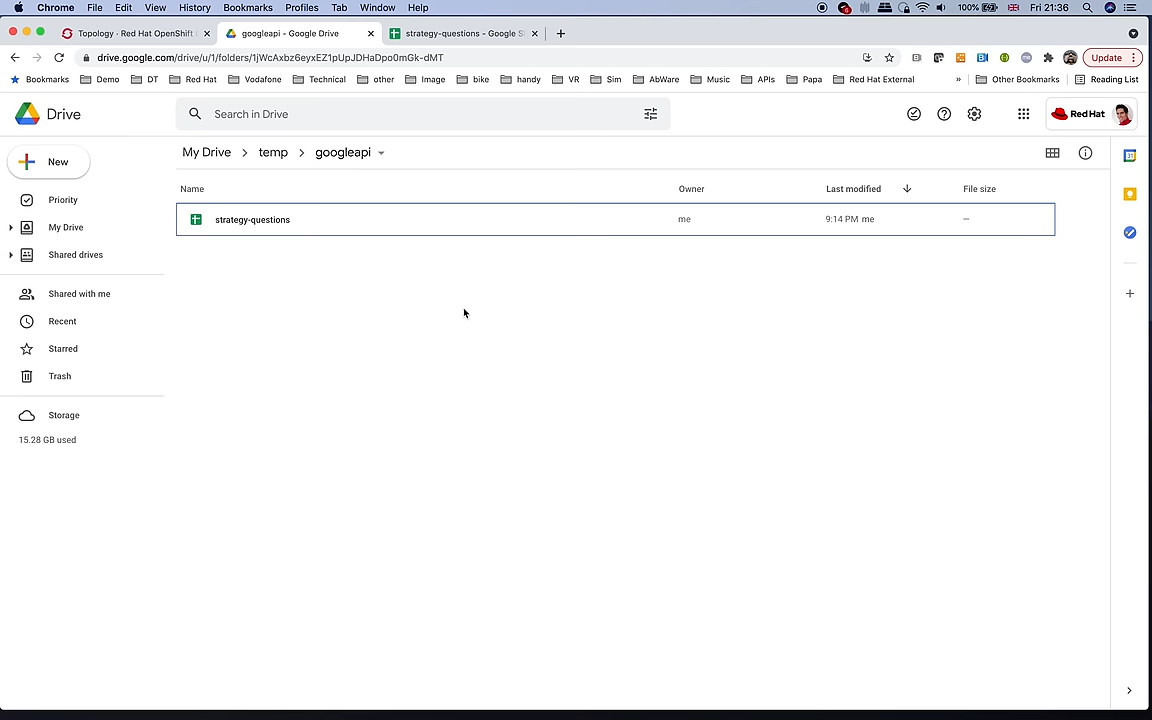 Chrome File Edit View History Bookmarks Profiles Tab Window Help 6 100% Fri 21:36
Topology · Red Hat OpenShift googleapi - Google Drive strategy-questions - Google S
drive.google.com/drive/u/1/folders/1jWcAxbz6eyxEZ1pUpJDHaDpo0mGk-dMT Update
Bookmarks Demo DT Red Hat Vodafone Technical other Image bike handy VR Sim AbWare Music APIs Papa Red Hat External » Other Bookmarks Reading List
Drive Search in Drive Red Hat
My Drive temp googleapi
New
Name Owner Last modified File size
Priority
strategy-questions me 9:14 PM me –
My Drive
Shared drives
Shared with me
Recent
Starred
Trash
Storage
15.28 GB used